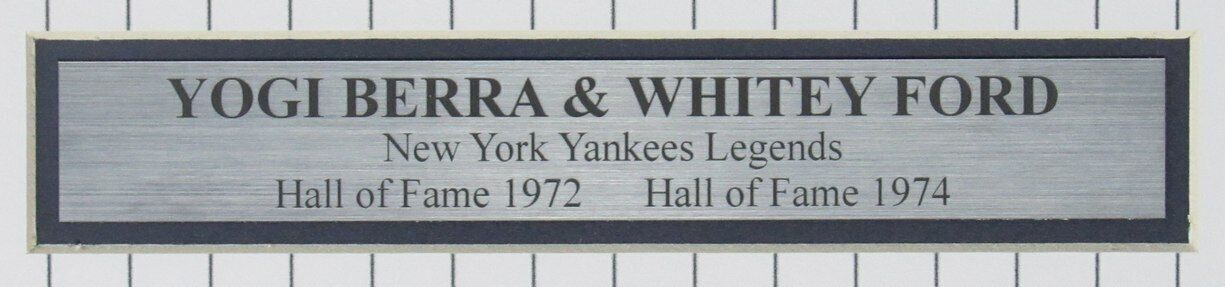 YOGI BERRA & WHITEY FORD
New York Yankees Legends
Hall of Fame 1972 Hall of Fame 1974